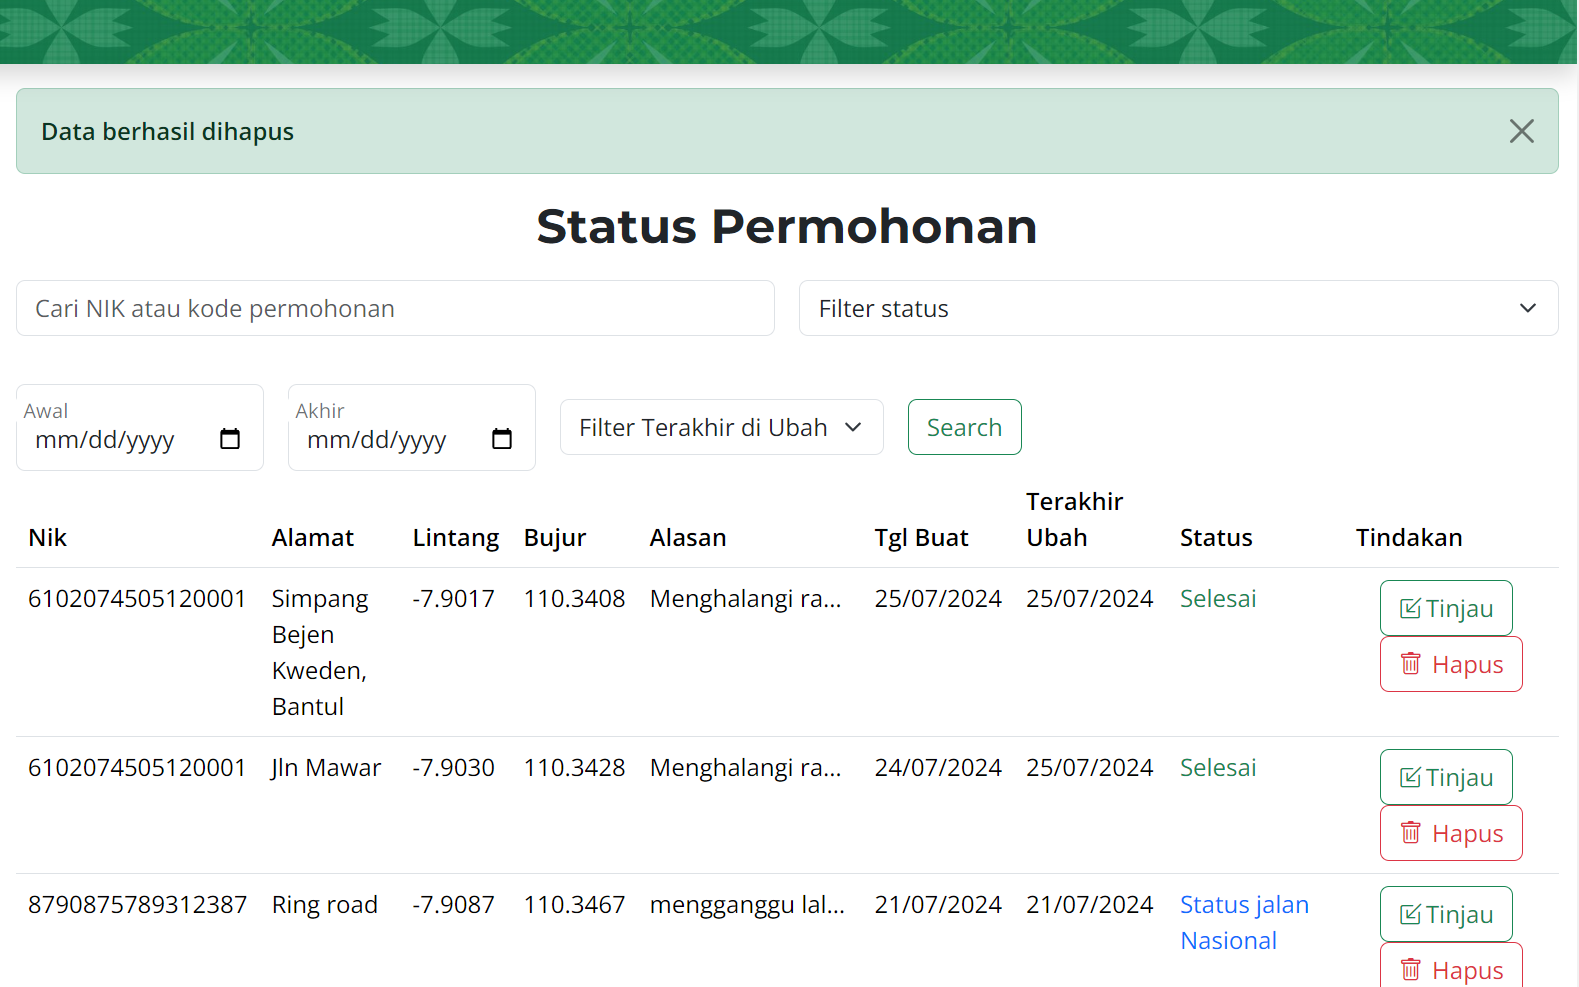 Data berhasil dihapus
Status Permohonan
Cari NIK atau kode permohonan
Filter status
Awal
mm/dd/yyyy
Akhir
mm/dd/yyyy
Filter Terakhir di Ubah
Search
Nik Alamat Lintang Bujur Alasan Tgl Buat Terakhir Ubah Status Tindakan
6102074505120001 Simpang Bejen Kweden, Bantul -7.9017 110.3408 Menghalangi ra... 25/07/2024 25/07/2024 Selesai
Tinjau
Hapus
6102074505120001 Jln Mawar -7.9030 110.3428 Menghalangi ra... 24/07/2024 25/07/2024 Selesai
Tinjau
Hapus
8790875789312387 Ring road -7.9087 110.3467 mengganggu lal... 21/07/2024 21/07/2024 Status jalan Nasional
Tinjau
Hapus